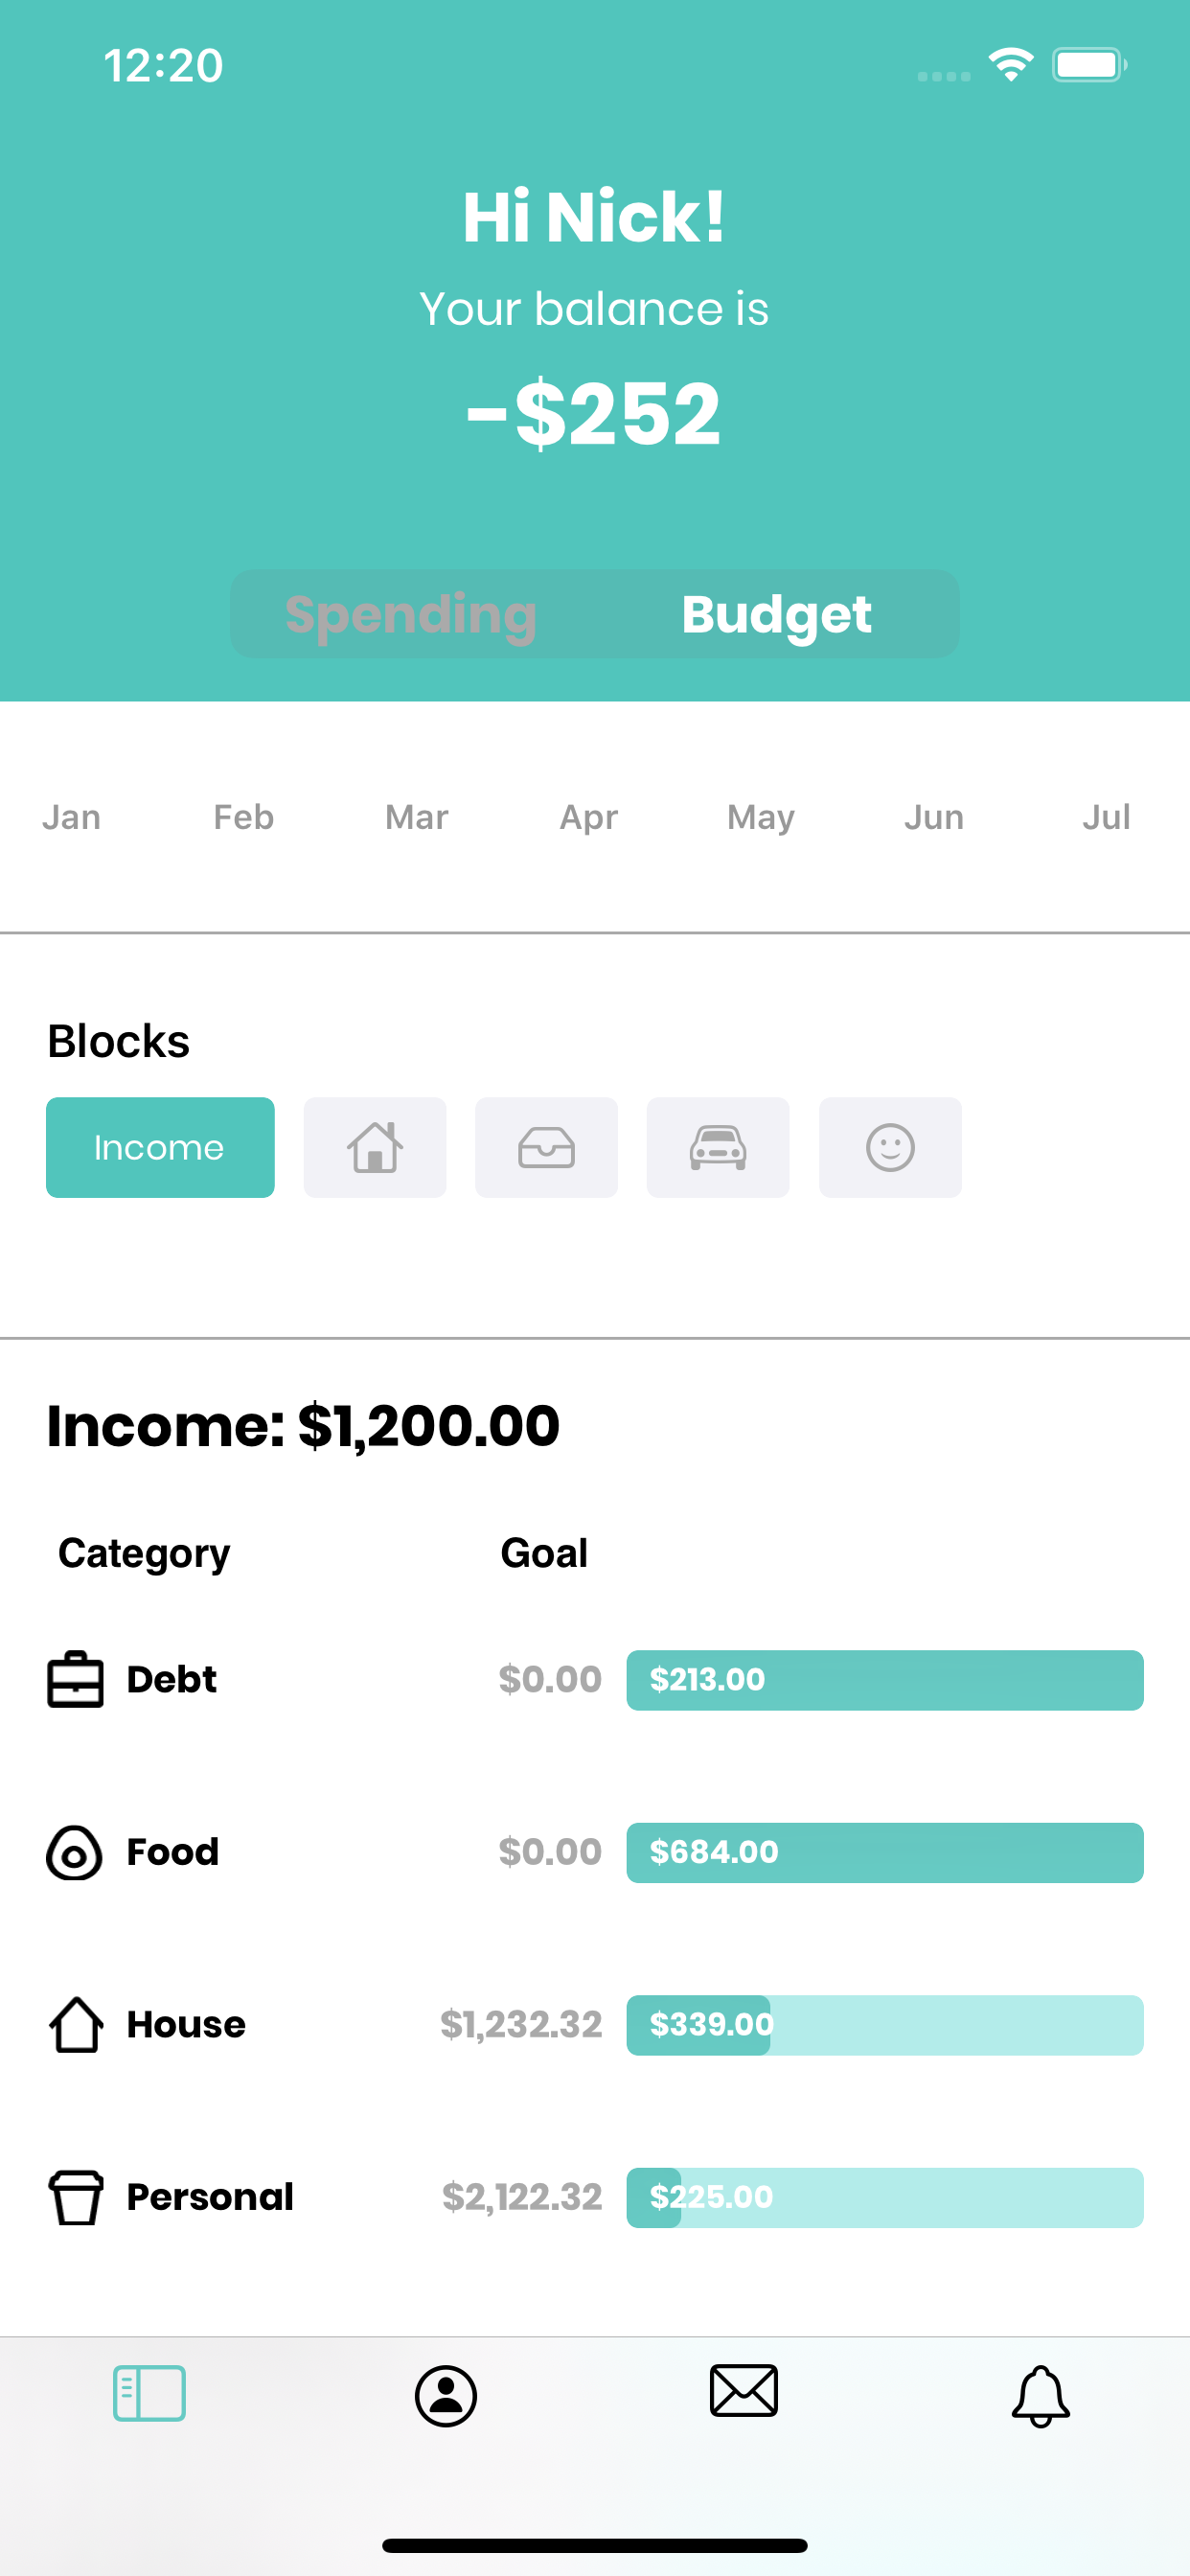 12:20
Hi Nick!
Your balance is
-$252
Spending Budget
Jan Feb Mar Apr May Jun Jul
Blocks
Income
Income: $1,200.00
Category Goal
Debt $0.00 $213.00
Food $0.00 $684.00
House $1,232.32 $339.00
Personal $2,122.32 $225.00